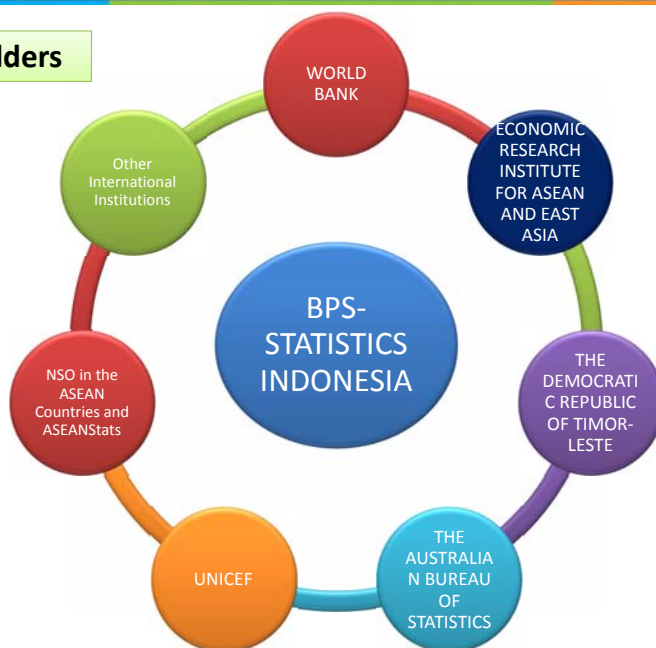 lders
WORLD
BANK
ECONOMIC
RESEARCH
INSTITUTE
FOR ASEAN
AND EAST
ASIA
THE
DEMOCRATI
C REPUBLIC
OF TIMOR-
LESTE
THE
AUSTRALIA
N BUREAU
OF
STATISTICS
UNICEF
NSO in the
ASEAN
Countries and
ASEANStats
Other
International
Institutions
BPS-
STATISTICS
INDONESIA